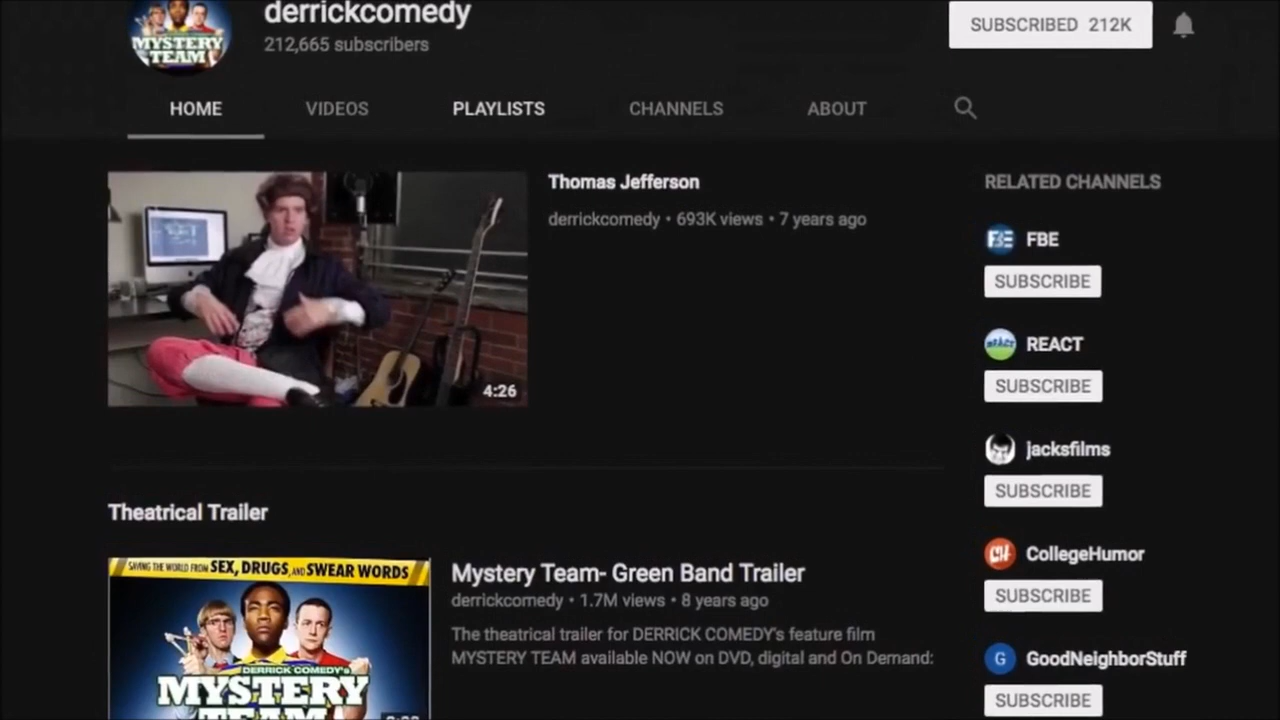 derrickcomedy
212,665 subscribers
SUBSCRIBED 212K
MYSTERY
TEAM
HOME VIDEOS PLAYLISTS CHANNELS ABOUT
Thomas Jefferson
derrickcomedy • 693K views • 7 years ago
4:26
RELATED CHANNELS
FBE
SUBSCRIBE
REACT
SUBSCRIBE
jacksfilms
SUBSCRIBE
CollegeHumor
SUBSCRIBE
G GoodNeighborStuff
SUBSCRIBE
Theatrical Trailer
SAVING THE WORLD FROM SEX, DRUGS, AND SWEAR WORDS
DERRICK COMEDY'S
MYSTERY
TEAM
Mystery Team- Green Band Trailer
derrickcomedy • 1.7M views • 8 years ago
The theatrical trailer for DERRICK COMEDY's feature film
MYSTERY TEAM available NOW on DVD, digital and On Demand: